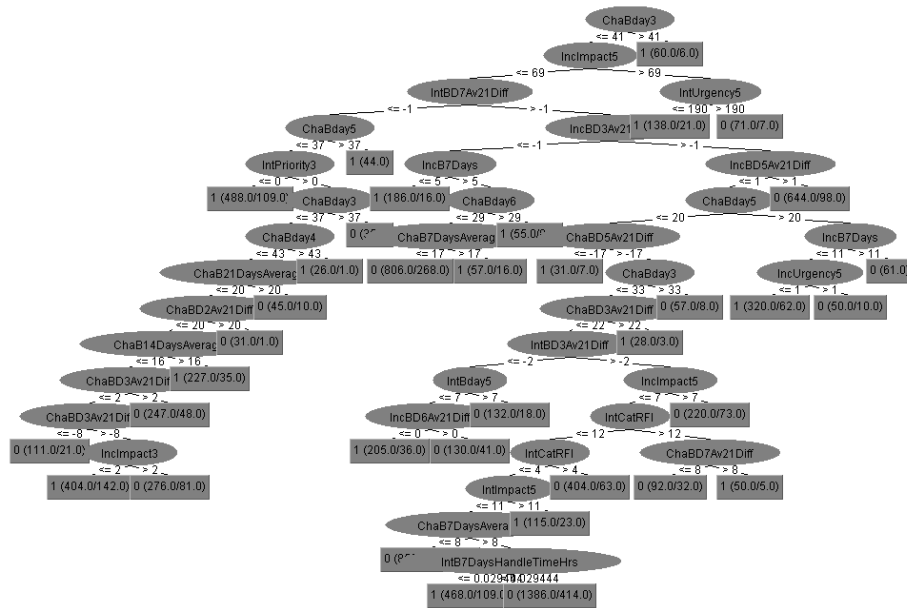 ChaBday3
<= 41 > 41
IncImpact5 1 (60.0/6.0)
<= 69 > 69
IntBD7Av21Diff IntUrgency5
<= -1 > -1 <= 190 > 190
ChaBday5 IncBD3Av21 1 (138.0/21.0) 0 (71.0/7.0)
<= 37 > 37 <= -1 > -1
IntPriority3 1 (44.0) IncB7Days IncBD5Av21Diff
<= 0 > 0 <= 5 > 5 <= 1 > 1
1 (488.0/109.0) ChaBday3 1 (186.0/16.0) ChaBday6 ChaBday5 0 (644.0/98.0)
<= 37 > 37 <= 29 > 29 <= 20 > 20
ChaBday4 0 ChaB7DaysAverag 1 (55.0 ChaBD5Av21Diff IncB7Days
<= 43 > 43 <= 17 > 17 <= -17 > -17 <= 11 > 11
ChaB21DaysAverag 1 (26.0/1.0) 0 (806.0/268.0) 1 (57.0/16.0) 1 (31.0/7.0) ChaBday3 IncUrgency5 0 (61.0
<= 20 > 20 <= 33 > 33 <= 1 > 1
ChaBD2Av21Diff 0 (45.0/10.0) ChaBD3Av21Diff 0 (57.0/8.0) 1 (320.0/62.0) 0 (50.0/10.0)
<= 20 > 20 <= 22 > 22
ChaB14DaysAverag 0 (31.0/1.0) IntBD3Av21Diff 1 (28.0/3.0)
<= 16 > 16 <= -2 > -2
ChaBD3Av21Dif 1 (227.0/35.0) IntBday5 IncImpact5
<= 2 > 2 <= 7 > 7 <= 7 > 7
ChaBD3Av21Dif 0 (247.0/48.0) IncBD6Av21Diff 0 (132.0/18.0) IntCatRFI 0 (220.0/73.0)
<= -8 > -8 <= 0 > 0 <= 12 > 12
0 (111.0/21.0) IncImpact3 1 (205.0/36.0) 0 (130.0/41.0) IntCatRFI ChaBD7Av21Diff
<= 2 > 2 <= 4 > 4 <= 8 > 8
1 (404.0/142.0) 0 (276.0/81.0) IntImpact5 0 (404.0/63.0) 0 (92.0/32.0) 1 (50.0/5.0)
<= 11 > 11
ChaB7DaysAvera 1 (115.0/23.0)
<= 8 > 8
IntB7DaysHandleTimeHrs
1 (468.0/109.0 0 (1386.0/414.0)